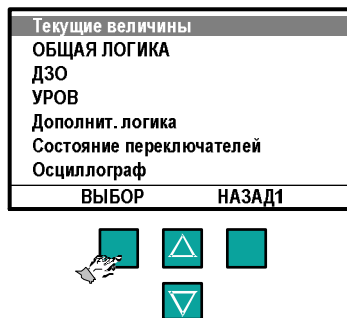 Текущие величины
ОБЩАЯ ЛОГИКА
ДЗО
УРОВ
Дополнит. логика
Состояние переключателей
Осциллограф
ВЫБОР НАЗАД1